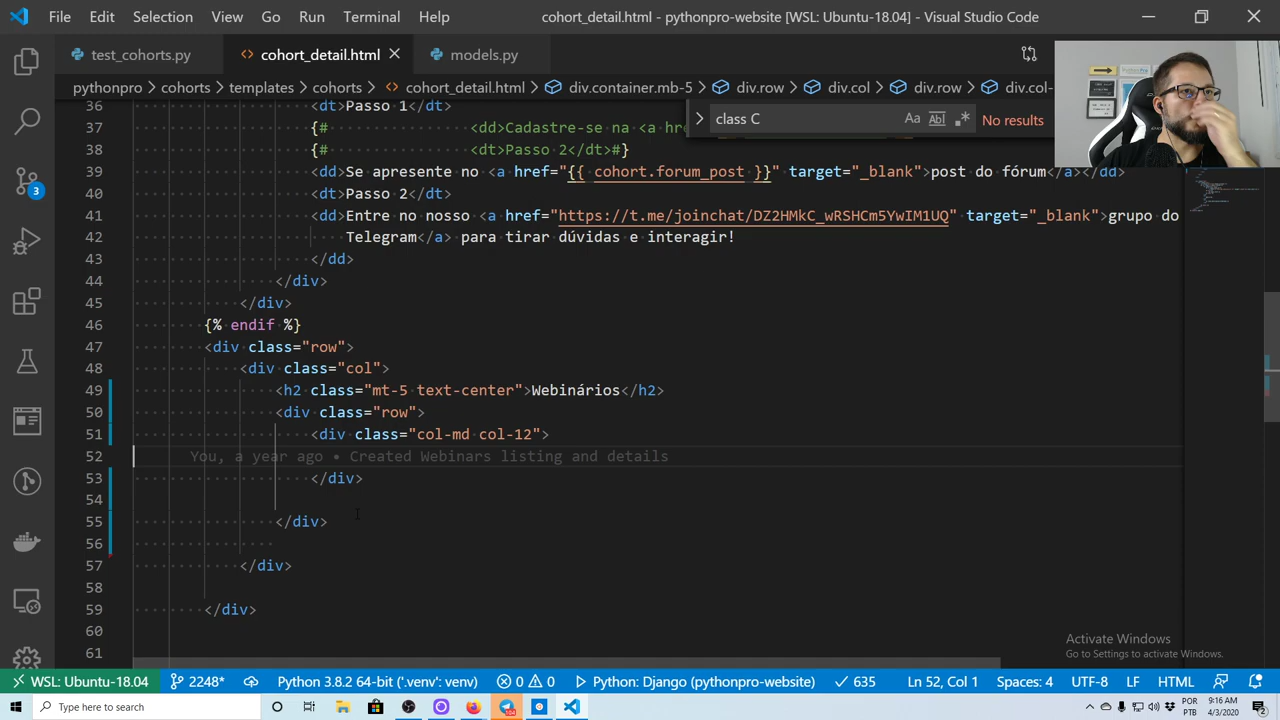 File Edit Selection View Go Run Terminal Help cohort_detail.html - pythonpro-website [WSL: Ubuntu-18.04] - Visual Studio Code
test_cohorts.py <> cohort_detail.html models.py
pythonpro > cohorts > templates > cohorts > <> cohort_detail.html > div.container.mb-5 > div.row > div.col > div.col-
class C Aa Abl .* No results
36 <dt>Passo 1</dt>
37 {# <dd>Cadastre-se na <a hr
38 {# <dt>Passo 2</dt>#}
39 <dd>Se apresente no <a href="{{ cohort.forum_post }}" target="_blank">post do fórum</a></dd>
40 <dt>Passo 2</dt>
41 <dd>Entre no nosso <a href="https://t.me/joinchat/DZ2HMkC_wRSHCm5YwIM1UQ" target="_blank">grupo do
42 Telegram</a> para tirar dúvidas e interagir!
43 </dd>
44 </div>
45 </div>
46 {% endif %}
47 <div class="row">
48 <div class="col">
49 <h2 class="mt-5 text-center">Webinários</h2>
50 <div class="row">
51 <div class="col-md col-12">
52 You, a year ago • Created Webinars listing and details
53 </div>
54
55 </div>
56
57 </div>
58
59 </div>
60
61
3
Activate Windows
Go to Settings to activate Windows.
WSL: Ubuntu-18.04 2248* Python 3.8.2 64-bit ('.venv': venv) 0 0 Python: Django (pythonpro-website) 635 Ln 52, Col 1 Spaces: 4 UTF-8 LF HTML
Type here to search POR 9:16 AM
PTB 4/3/2020 2